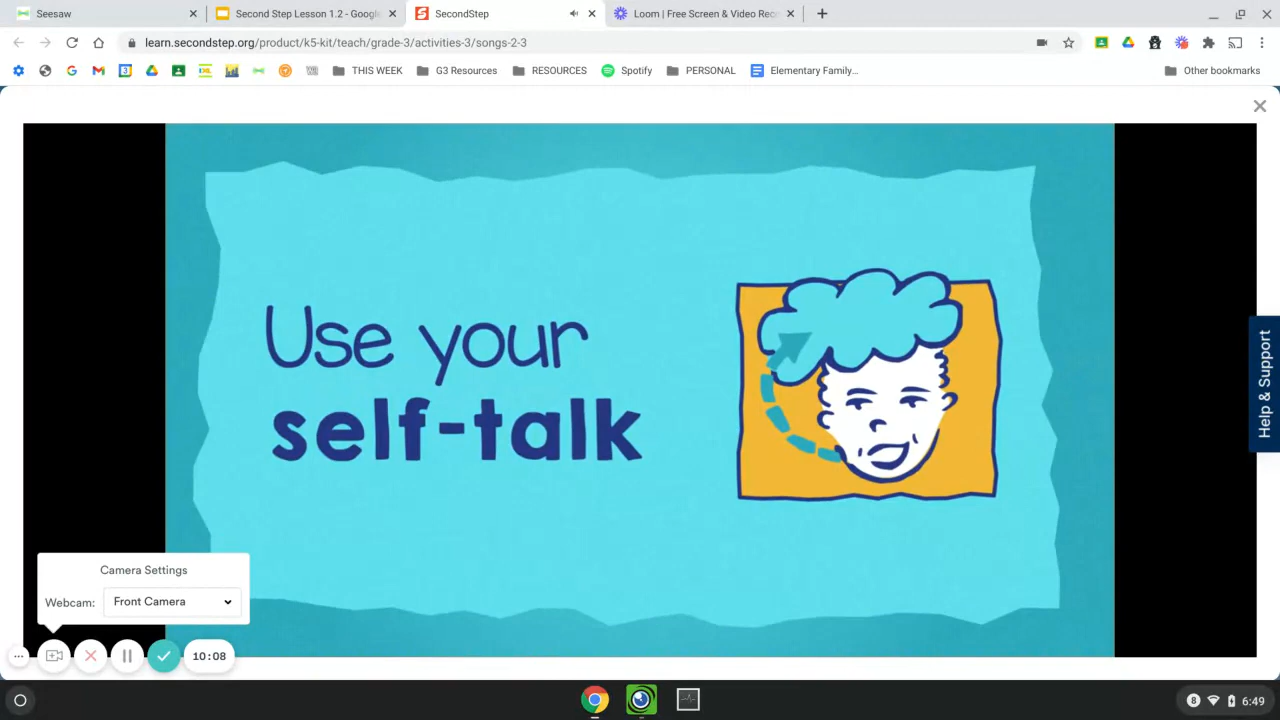 Seesaw
Second Step Lesson 1.2 - Google
SecondStep
Loom | Free Screen & Video Rec
learn.secondstep.org/product/k5-kit/teach/grade-3/activities-3/songs-2-3
THIS WEEK
G3 Resources
RESOURCES
Spotify
PERSONAL
Elementary Family...
Other bookmarks
Use your
self-talk
Help & Support
Camera Settings
Webcam: Front Camera
10:08
8
6:49